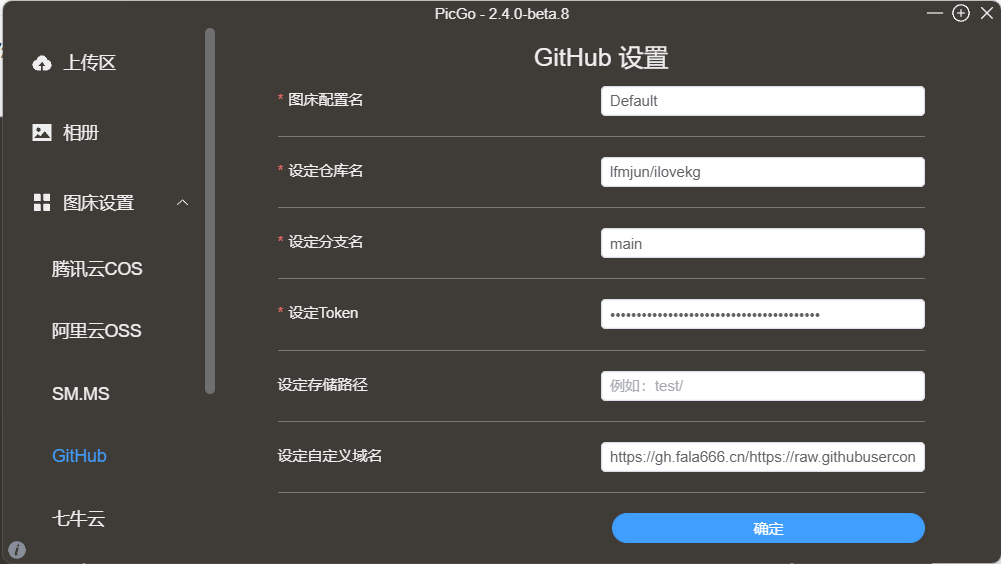 PicGo - 2.4.0-beta.8
上传区
相册
图床设置
腾讯云COS
阿里云OSS
SM.MS
GitHub
七牛云
GitHub 设置
* 图床配置名
Default
* 设定仓库名
lfmjun/ilovekg
* 设定分支名
main
* 设定Token
设定存储路径
例如：test/
设定自定义域名
https://gh.fala666.cn/https://raw.githubusercon
确定